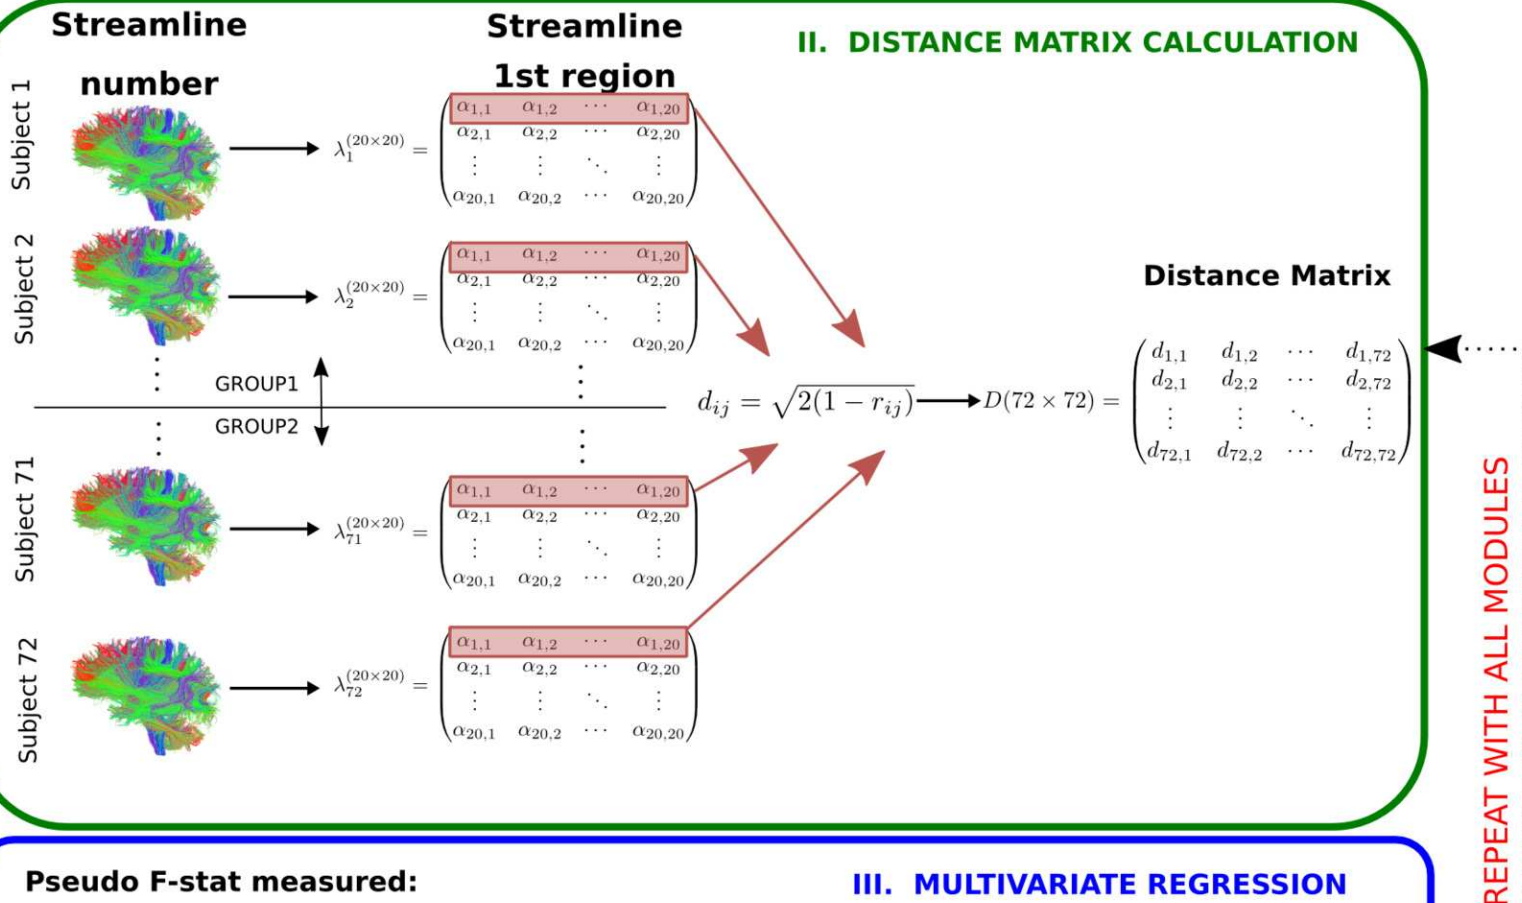 Streamline
number
Streamline
1st region
II. DISTANCE MATRIX CALCULATION
Subject 1
λ₁^(20×20) =
α₁,₁ α₁,₂ ⋯ α₁,₂₀
α₂,₁ α₂,₂ ⋯ α₂,₂₀
⋮ ⋮ ⋱ ⋮
α₂₀,₁ α₂₀,₂ ⋯ α₂₀,₂₀
Subject 2
λ₂^(20×20) =
α₁,₁ α₁,₂ ⋯ α₁,₂₀
α₂,₁ α₂,₂ ⋯ α₂,₂₀
⋮ ⋮ ⋱ ⋮
α₂₀,₁ α₂₀,₂ ⋯ α₂₀,₂₀
GROUP1
GROUP2
Subject 71
λ₇₁^(20×20) =
α₁,₁ α₁,₂ ⋯ α₁,₂₀
α₂,₁ α₂,₂ ⋯ α₂,₂₀
⋮ ⋮ ⋱ ⋮
α₂₀,₁ α₂₀,₂ ⋯ α₂₀,₂₀
Subject 72
λ₇₂^(20×20) =
α₁,₁ α₁,₂ ⋯ α₁,₂₀
α₂,₁ α₂,₂ ⋯ α₂,₂₀
⋮ ⋮ ⋱ ⋮
α₂₀,₁ α₂₀,₂ ⋯ α₂₀,₂₀
d_ij = √(2(1 − r_ij))
D(72 × 72) =
Distance Matrix
d₁,₁ d₁,₂ ⋯ d₁,₇₂
d₂,₁ d₂,₂ ⋯ d₂,₇₂
⋮ ⋮ ⋱ ⋮
d₇₂,₁ d₇₂,₂ ⋯ d₇₂,₇₂
REPEAT WITH ALL MODULES
Pseudo F-stat measured:
III. MULTIVARIATE REGRESSION